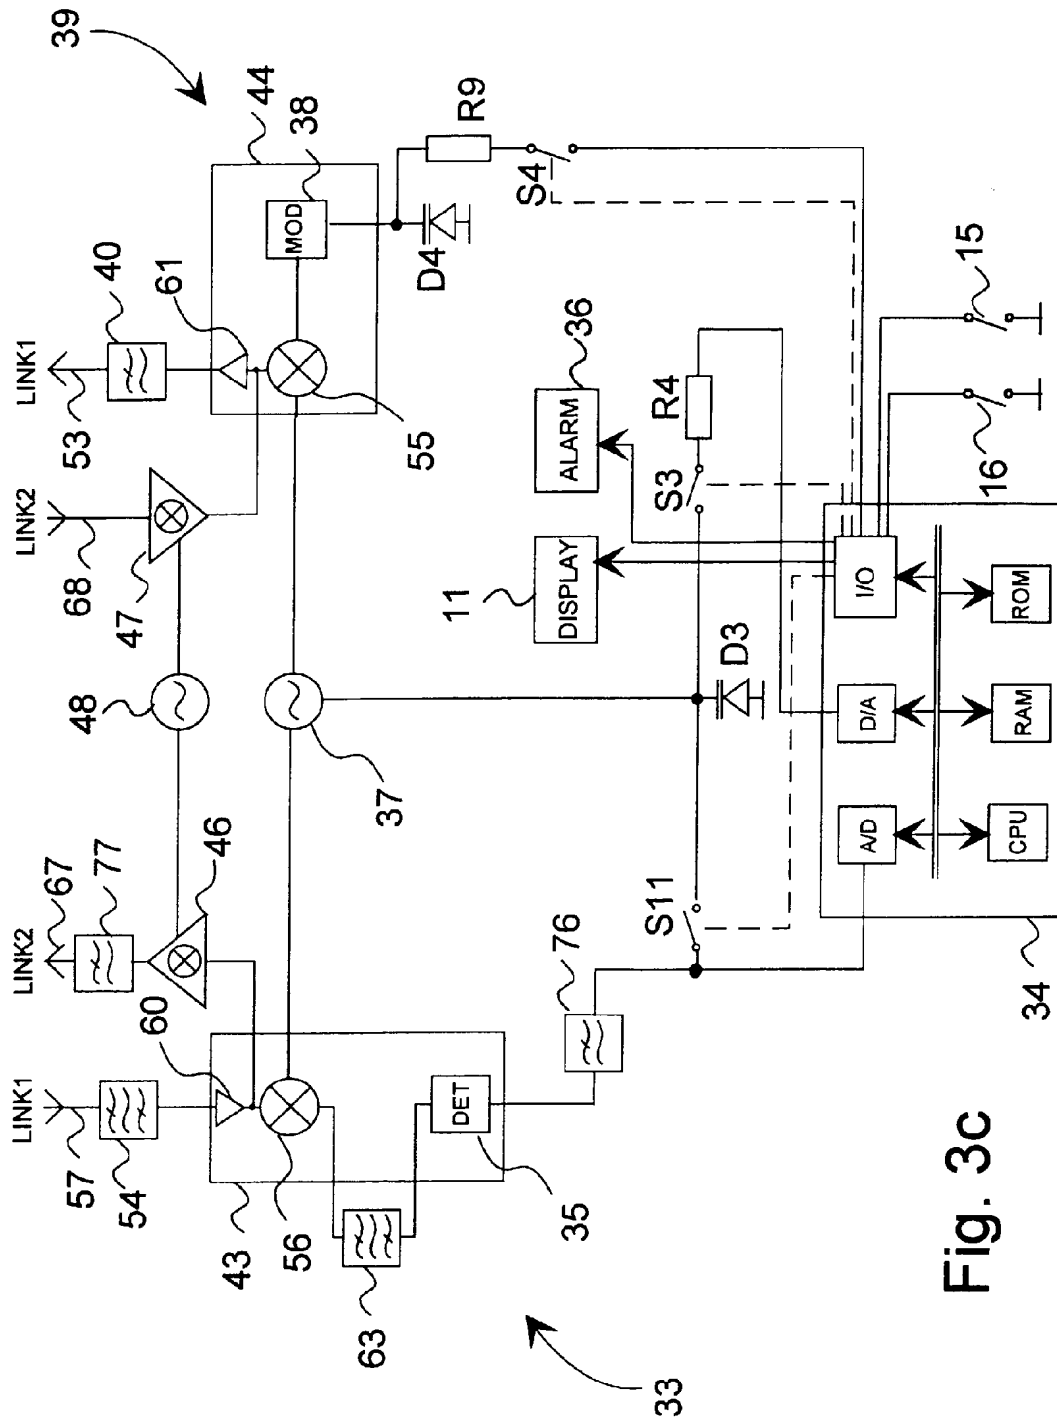 LINK1
57
54
60
43
56
63
DET
35
33
LINK2
67
77
46
48
37
76
S11
LINK2
68
47
LINK1
53
40
61
55
39
44
38
MOD
D4
R9
S4
DISPLAY
11
ALARM
36
S3
R4
D3
A/D
D/A
I/O
CPU
RAM
ROM
34
16
15
Fig. 3c